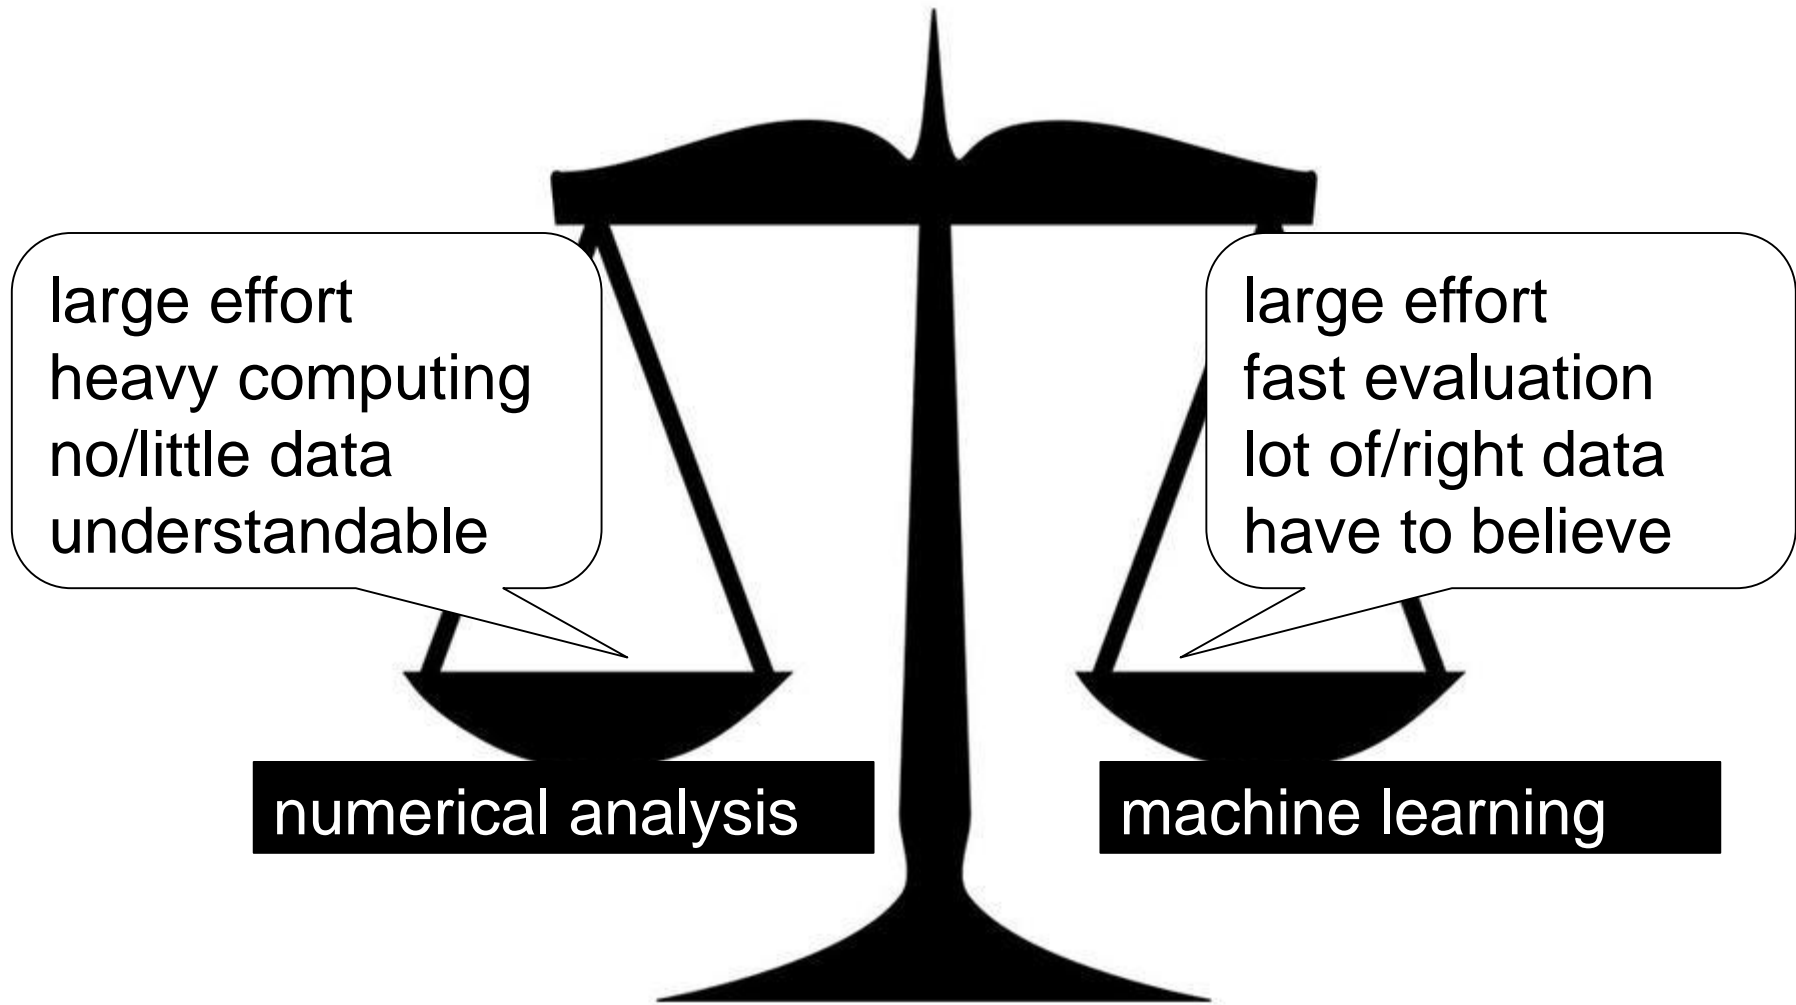 large effort
heavy computing
no/little data
understandable
large effort
fast evaluation
lot of/right data
have to believe
numerical analysis
machine learning